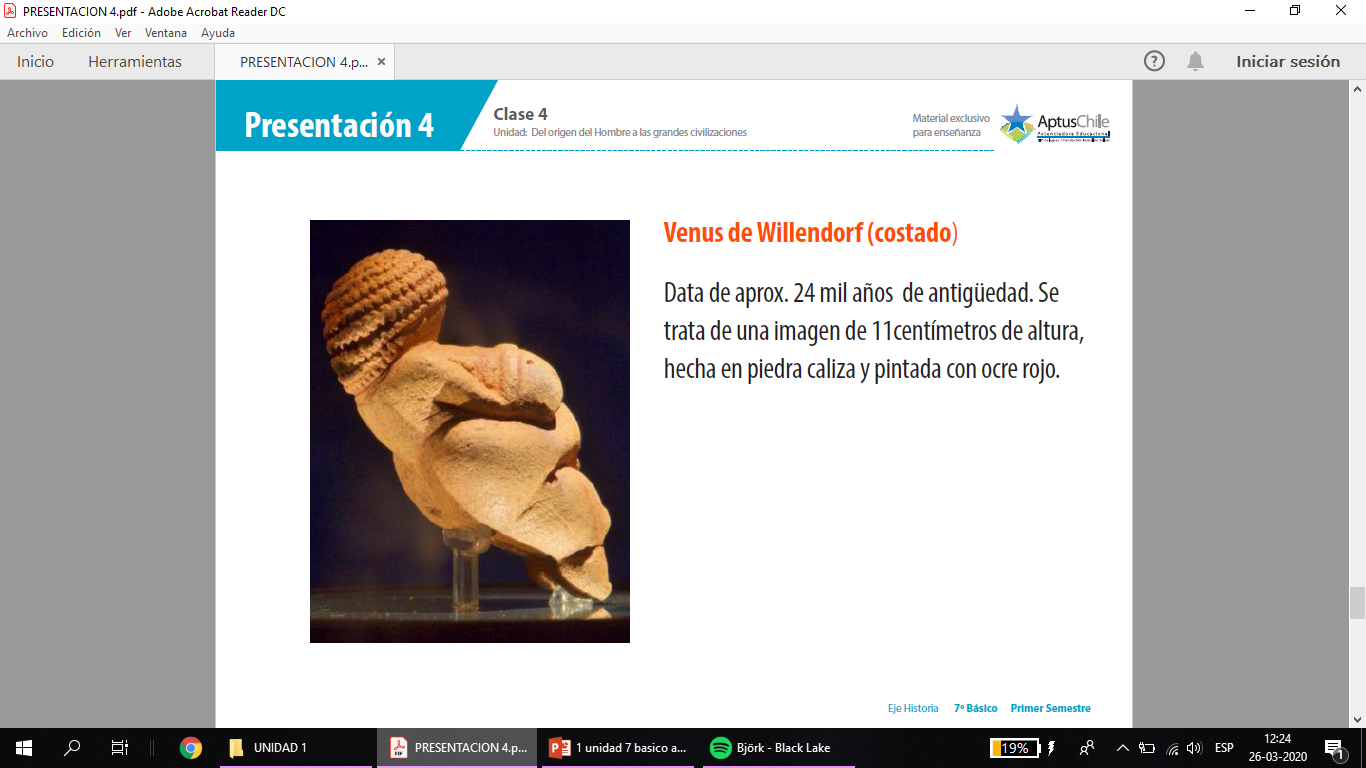 PRESENTACION 4.pdf - Adobe Acrobat Reader DC
Archivo Edición Ver Ventana Ayuda
Inicio Herramientas PRESENTACION 4.p... × Iniciar sesión
Presentación 4
Clase 4
Unidad: Del origen del Hombre a las grandes civilizaciones
Material exclusivo
para enseñanza
AptusChile
Potenciadora Educacional
Venus de Willendorf (costado)
Data de aprox. 24 mil años de antigüedad. Se
trata de una imagen de 11centímetros de altura,
hecha en piedra caliza y pintada con ocre rojo.
Eje Historia 7º Básico Primer Semestre
UNIDAD 1 PRESENTACION 4.p... 1 unidad 7 basico a... Björk - Black Lake 19% ESP 12:24
26-03-2020 1